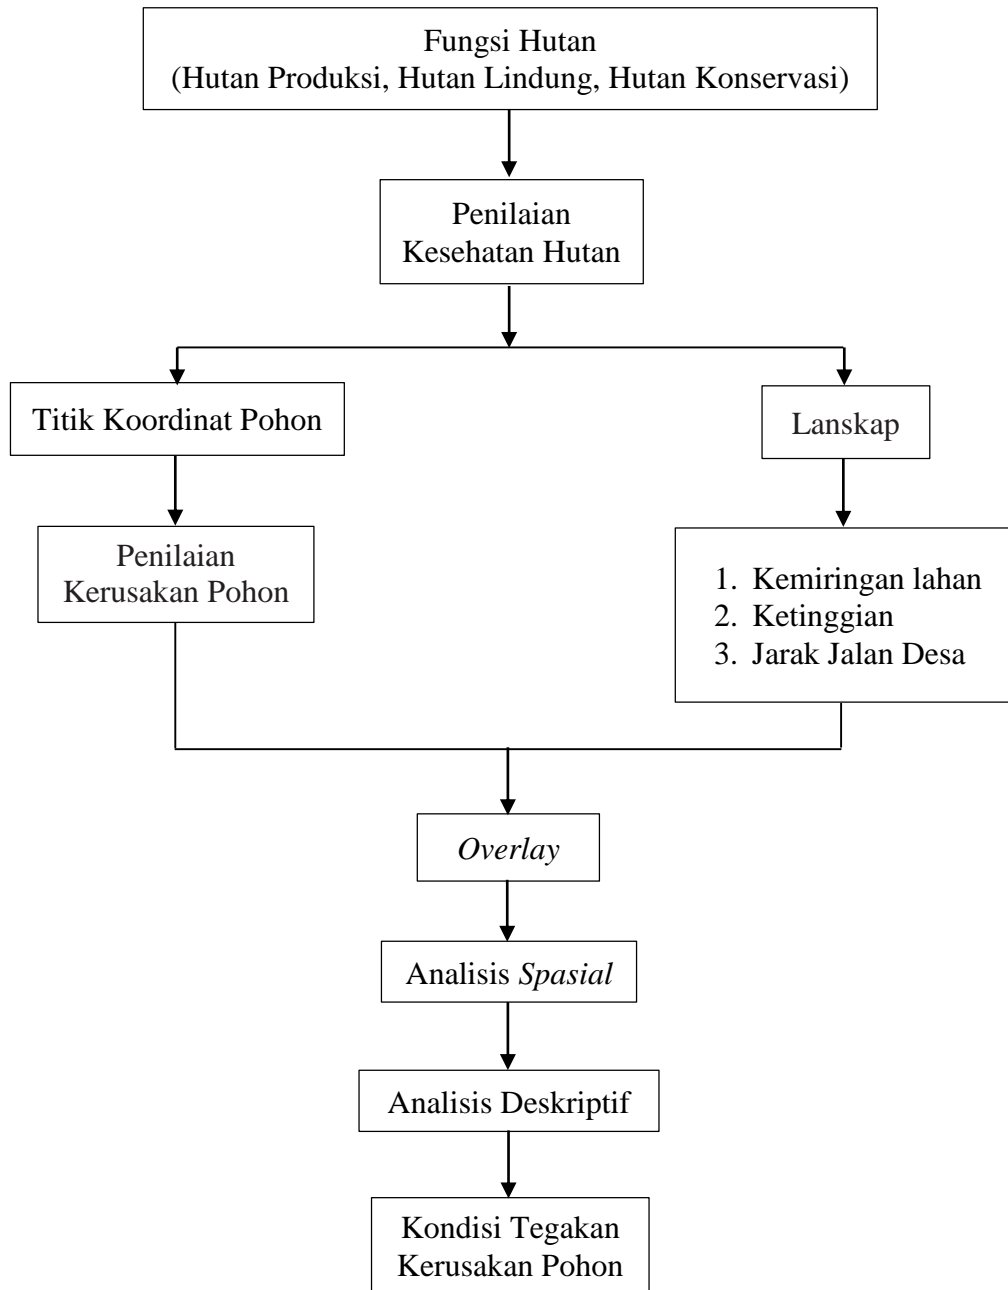 Fungsi Hutan
(Hutan Produksi, Hutan Lindung, Hutan Konservasi)
Penilaian
Kesehatan Hutan
Titik Koordinat Pohon
Lanskap
Penilaian
Kerusakan Pohon
1. Kemiringan lahan
2. Ketinggian
3. Jarak Jalan Desa
Overlay
Analisis Spasial
Analisis Deskriptif
Kondisi Tegakan
Kerusakan Pohon